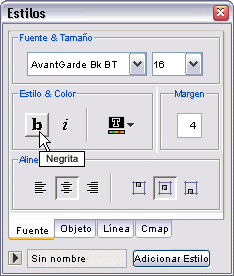 Estilos
Fuente & Tamaño
AvantGarde Bk BT 16
Estilo & Color Margen
b i T 4
Negrita
Aline
Fuente Objeto Línea Cmap
Sin nombre Adicionar Estilo